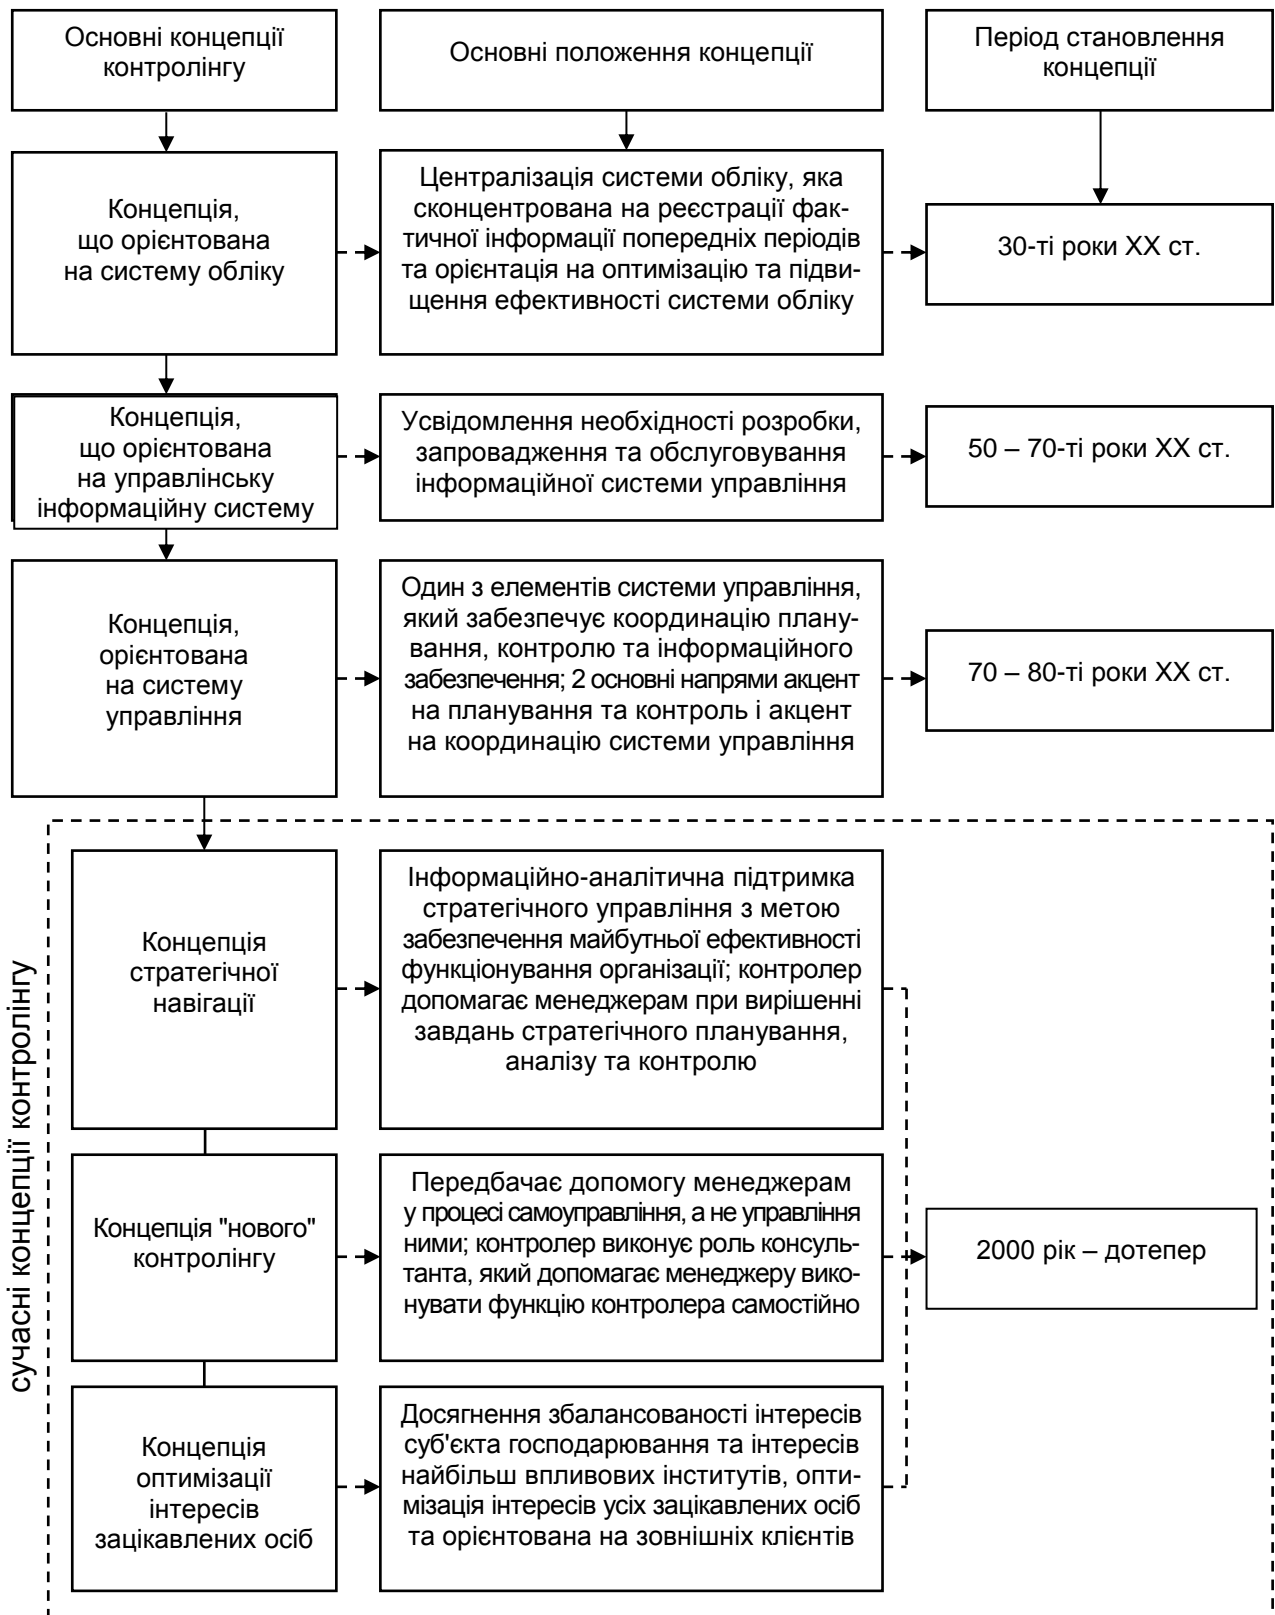 Основні концепції
контролінгу
Основні положення концепції
Період становлення
концепції
Концепція,
що орієнтована
на систему обліку
Централізація системи обліку, яка
сконцентрована на реєстрації фак-
тичної інформації попередніх періодів
та орієнтація на оптимізацію та підви-
щення ефективності системи обліку
30-ті роки ХХ ст.
Концепція,
що орієнтована
на управлінську
інформаційну систему
Усвідомлення необхідності розробки,
запровадження та обслуговування
інформаційної системи управління
50 – 70-ті роки ХХ ст.
Концепція,
орієнтована
на систему
управління
Один з елементів системи управління,
який забезпечує координацію плану-
вання, контролю та інформаційного
забезпечення; 2 основні напрями акцент
на планування та контроль і акцент
на координацію системи управління
70 – 80-ті роки ХХ ст.
сучасні концепції контролінгу
Концепція
стратегічної
навігації
Інформаційно-аналітична підтримка
стратегічного управління з метою
забезпечення майбутньої ефективності
функціонування організації; контролер
допомагає менеджерам при вирішенні
завдань стратегічного планування,
аналізу та контролю
Концепція "нового"
контролінгу
Передбачає допомогу менеджерам
у процесі самоуправління, а не управління
ними; контролер виконує роль консуль-
танта, який допомагає менеджеру вико-
нувати функцію контролера самостійно
2000 рік – дотепер
Концепція
оптимізації
інтересів
зацікавлених осіб
Досягнення збалансованості інтересів
суб'єкта господарювання та інтересів
найбільш впливових інститутів, опти-
мізація інтересів усіх зацікавлених осіб
та орієнтована на зовнішніх клієнтів